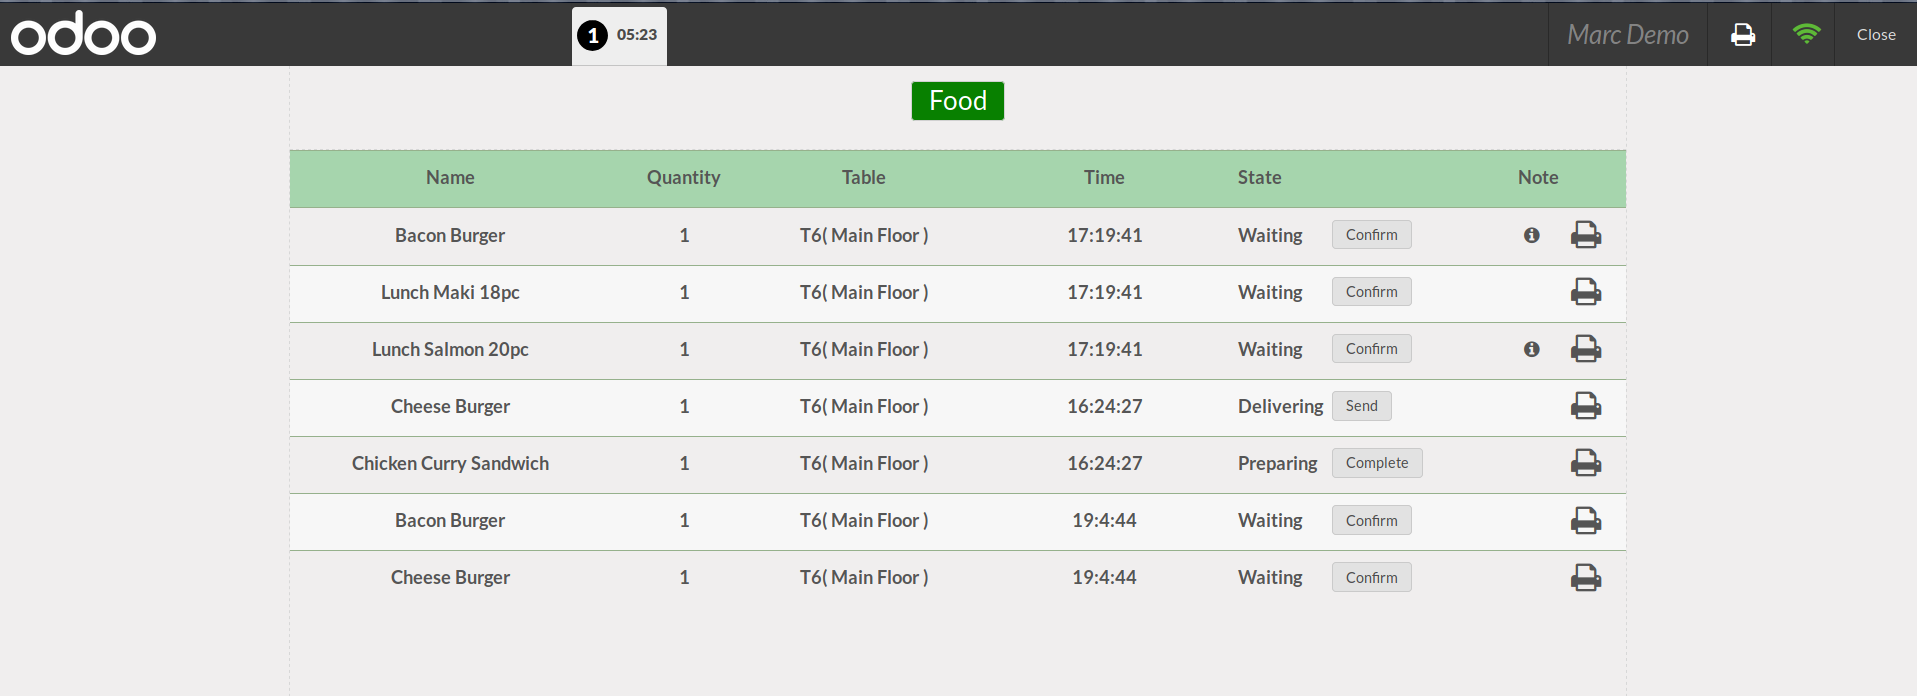 odoo 1 05:23 Marc Demo Close
Food
Name Quantity Table Time State Note
Bacon Burger 1 T6( Main Floor ) 17:19:41 Waiting Confirm
Lunch Maki 18pc 1 T6( Main Floor ) 17:19:41 Waiting Confirm
Lunch Salmon 20pc 1 T6( Main Floor ) 17:19:41 Waiting Confirm
Cheese Burger 1 T6( Main Floor ) 16:24:27 Delivering Send
Chicken Curry Sandwich 1 T6( Main Floor ) 16:24:27 Preparing Complete
Bacon Burger 1 T6( Main Floor ) 19:4:44 Waiting Confirm
Cheese Burger 1 T6( Main Floor ) 19:4:44 Waiting Confirm